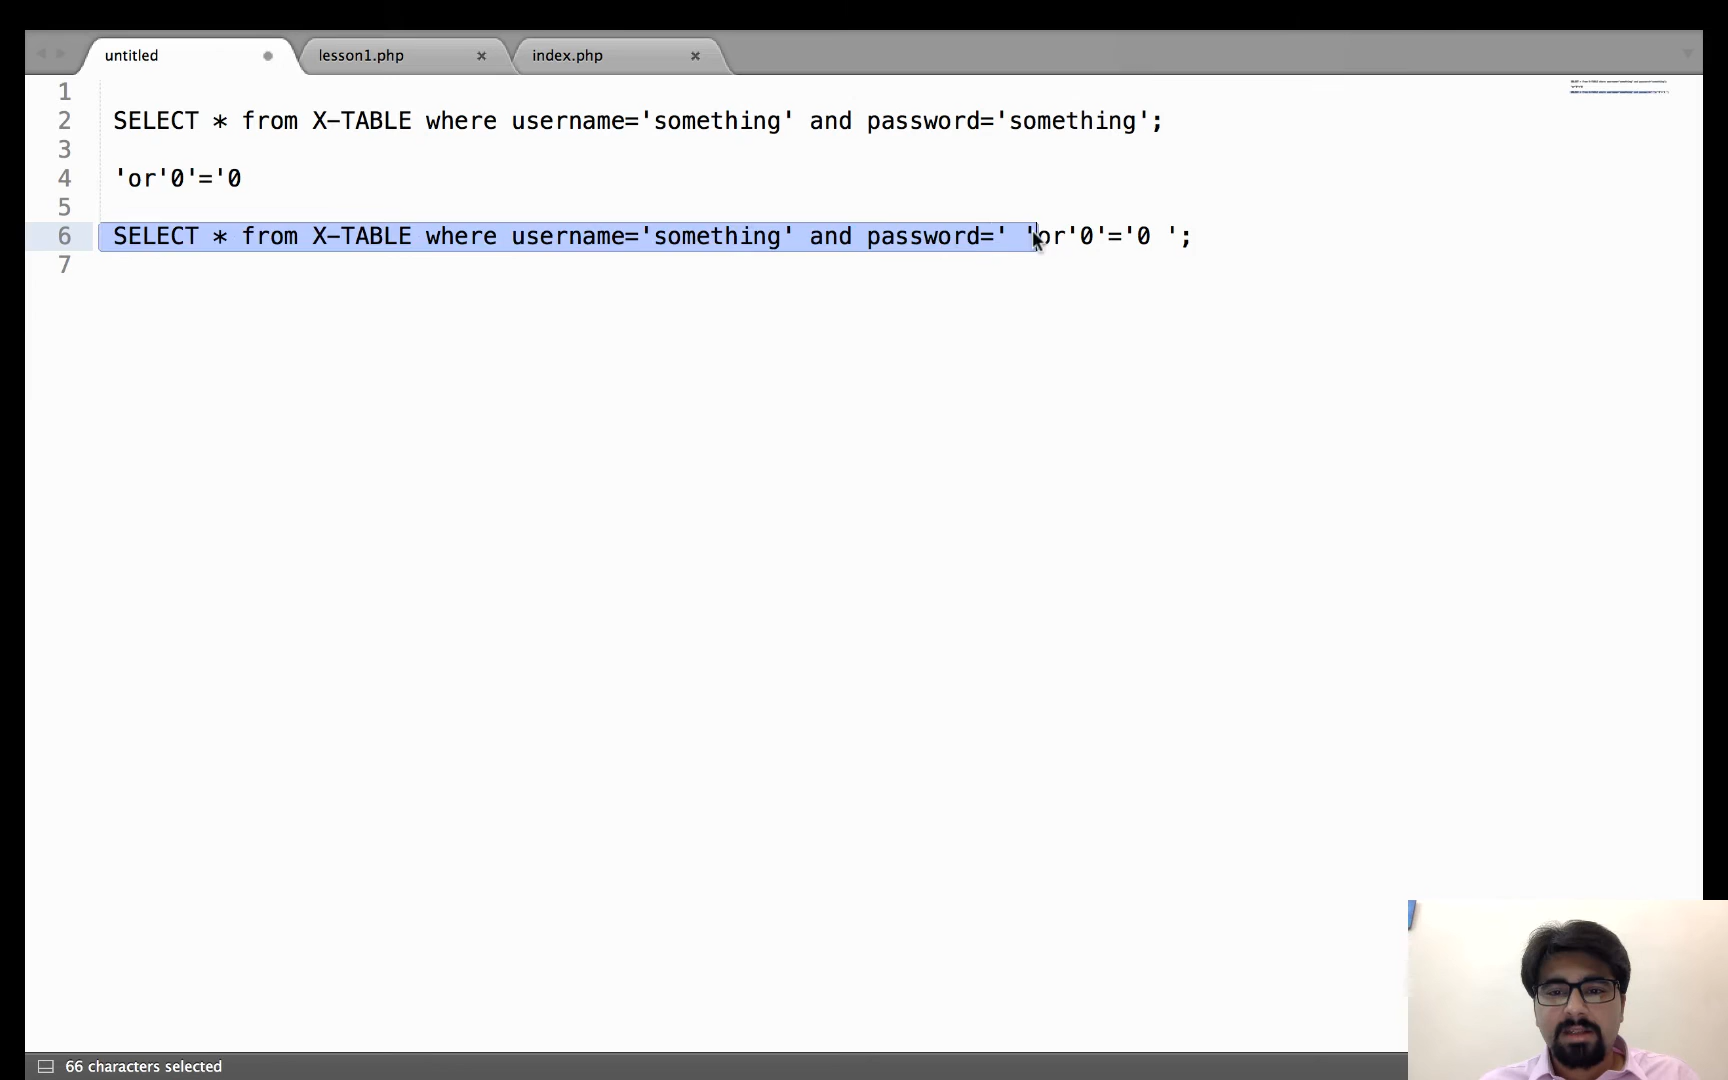 untitled lesson1.php index.php
1
2 SELECT * from X-TABLE where username='something' and password='something';
3
4 'or'0'='0
5
6 SELECT * from X-TABLE where username='something' and password=' 'or'0'='0 ';
7
66 characters selected